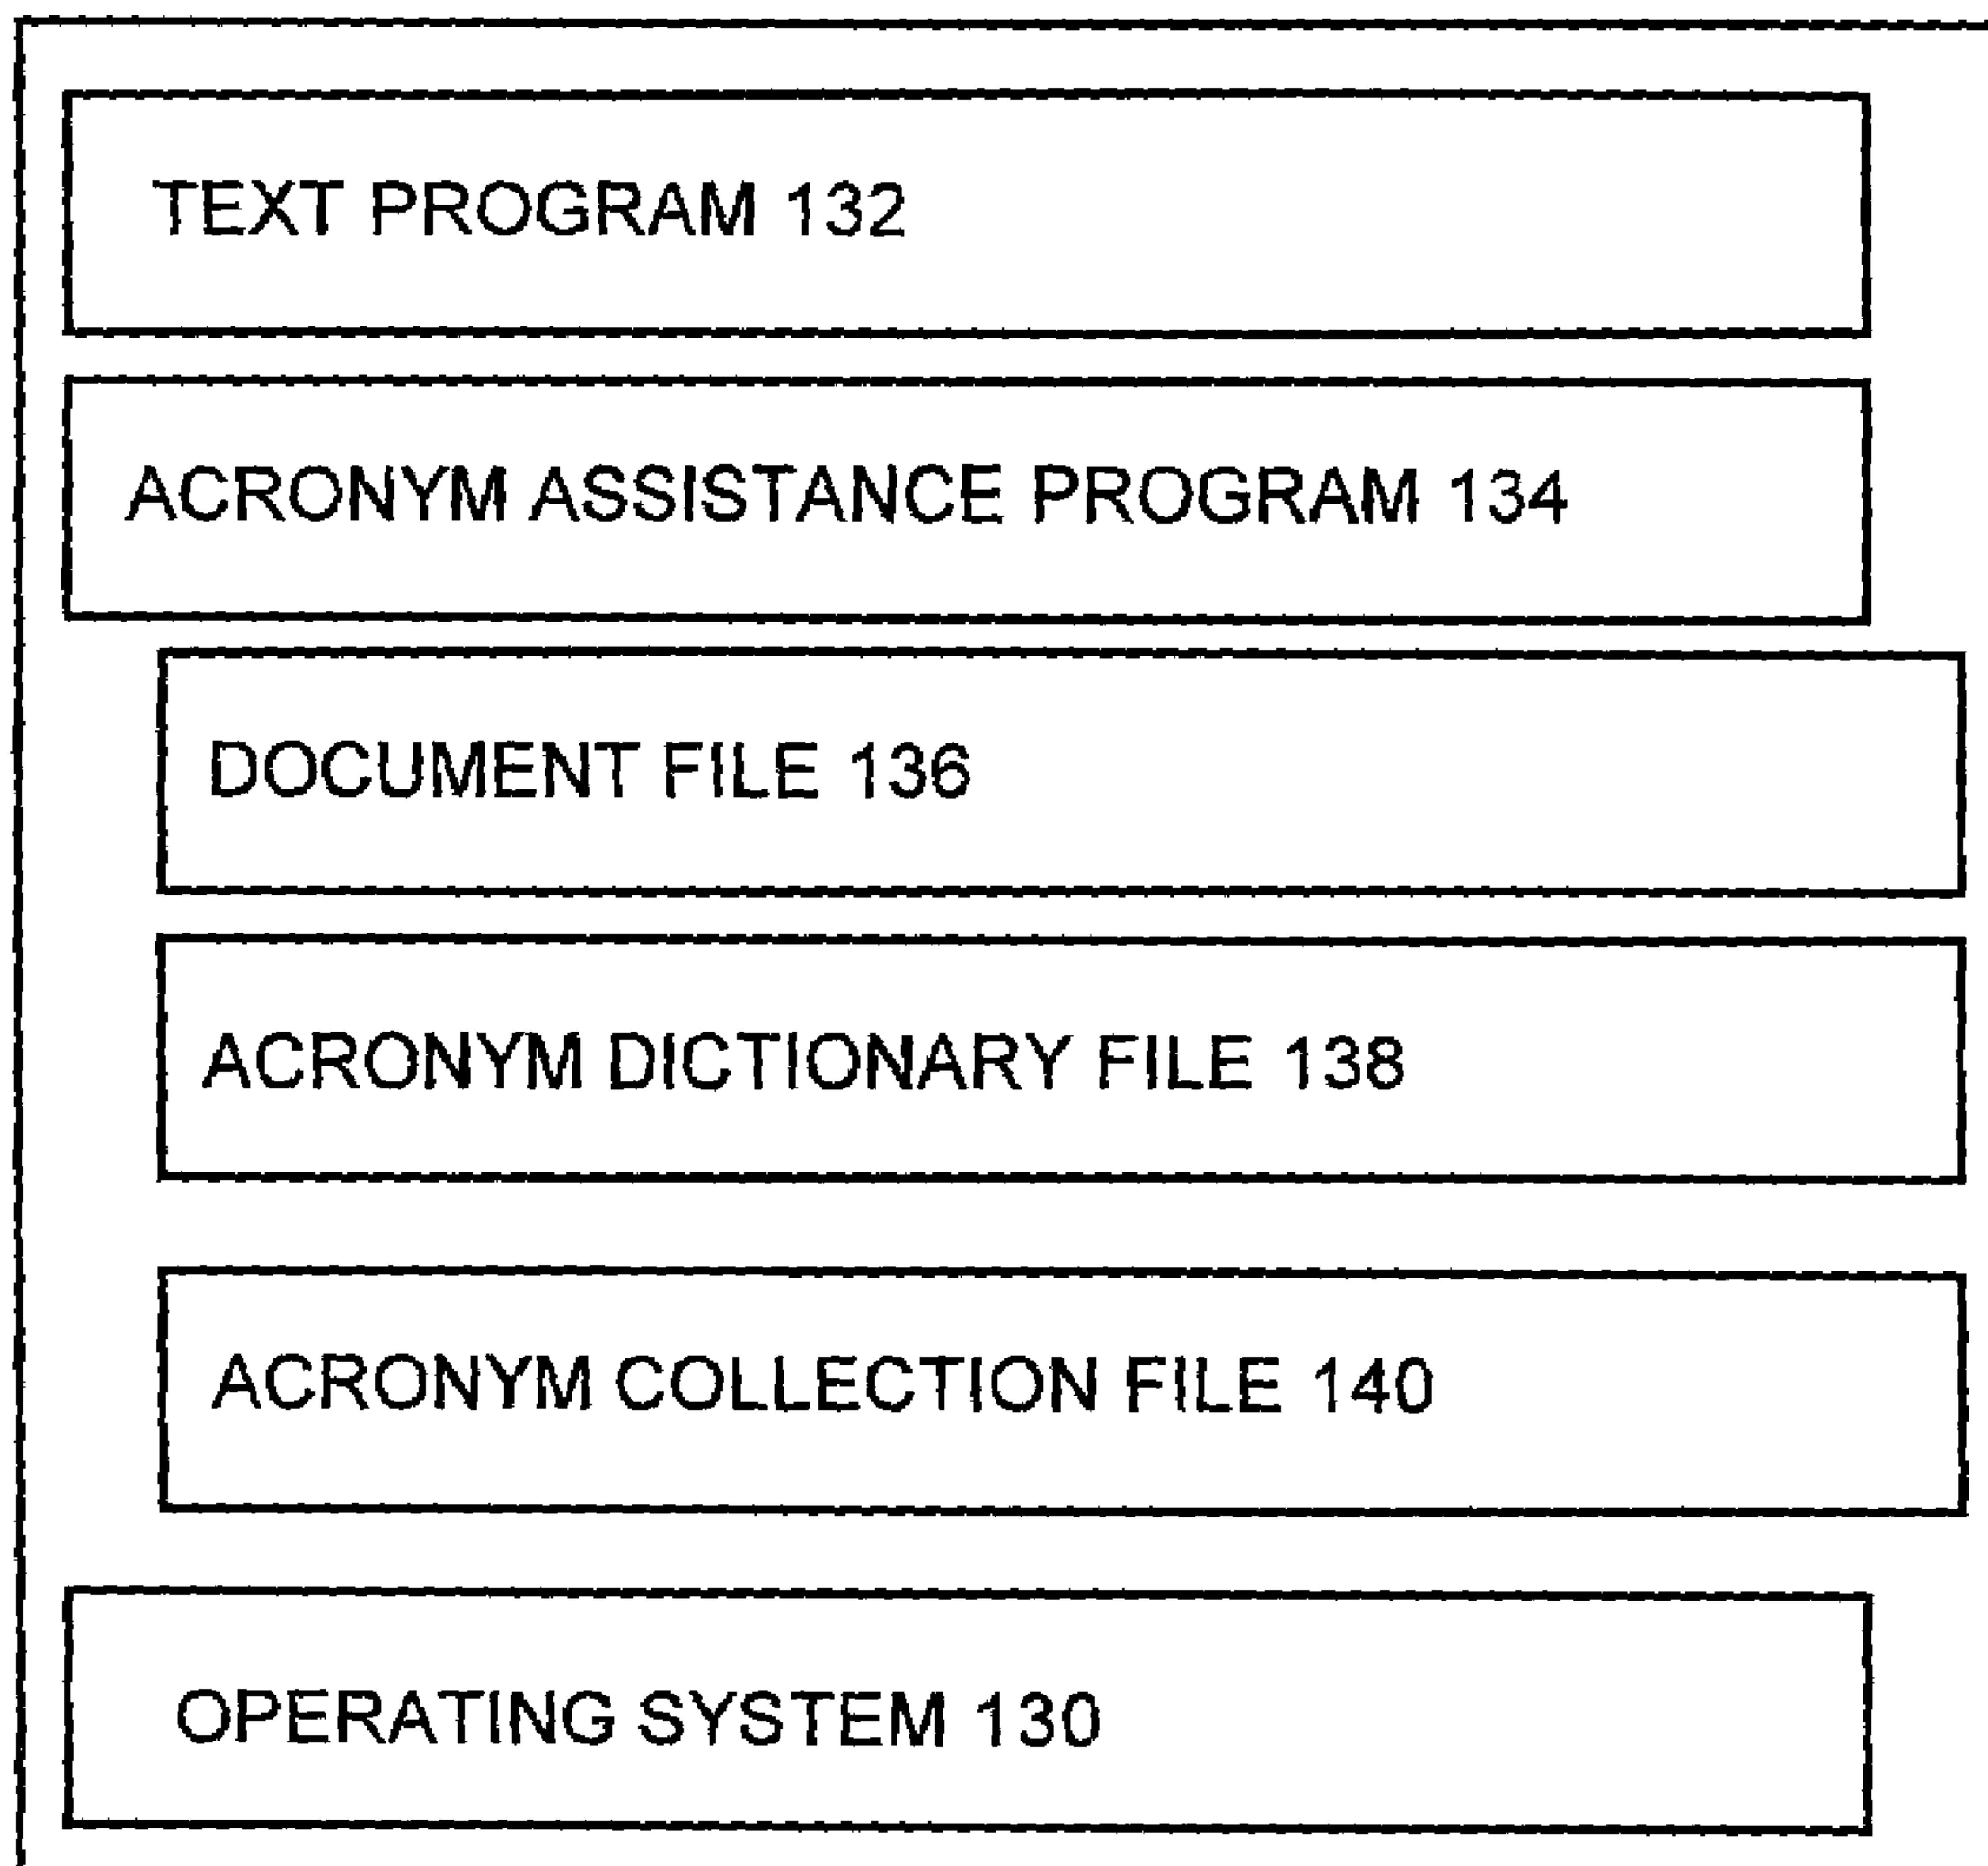 TEXT PROGRAM 132
ACRONYM ASSISTANCE PROGRAM 134
DOCUMENT FILE 136
ACRONYM DICTIONARY FILE 138
ACRONYM COLLECTION FILE 140
OPERATING SYSTEM 130